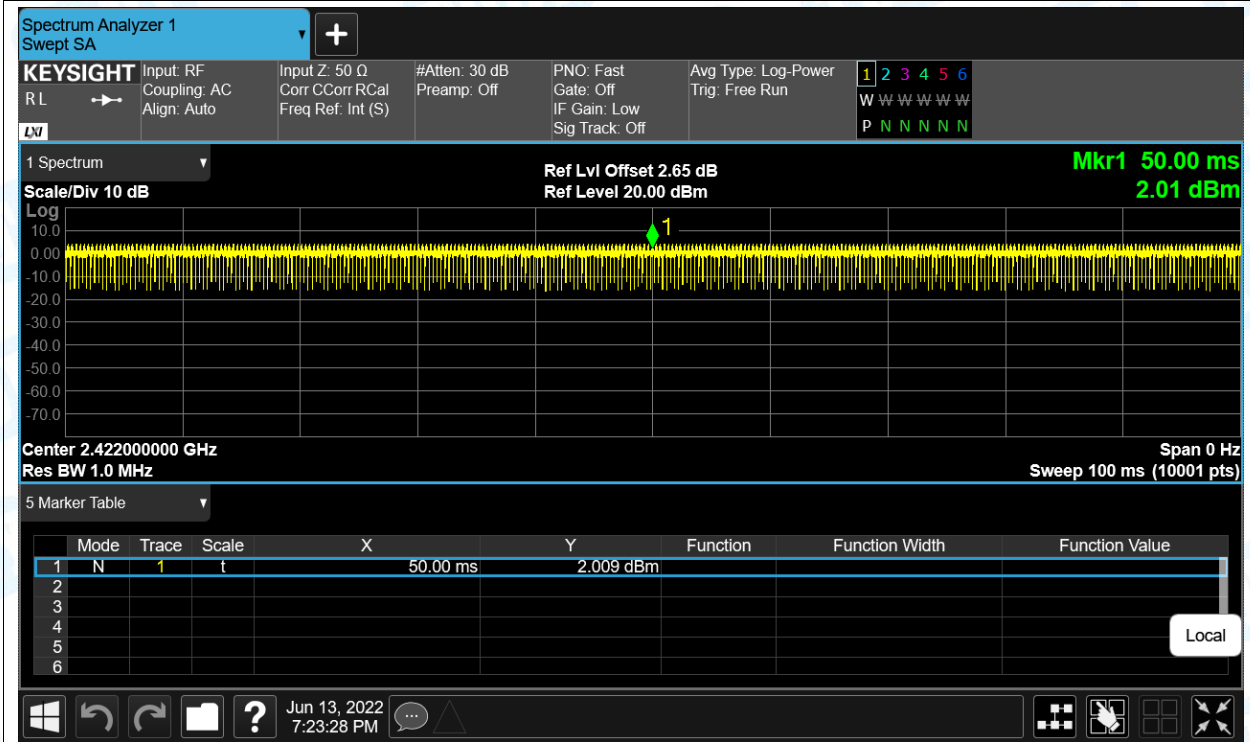 Spectrum Analyzer 1
Swept SA
+
KEYSIGHT
R L
LXI
Input: RF
Coupling: AC
Align: Auto
Input Z: 50 Ω
Corr CCorr RCal
Freq Ref: Int (S)
#Atten: 30 dB
Preamp: Off
PNO: Fast
Gate: Off
IF Gain: Low
Sig Track: Off
Avg Type: Log-Power
Trig: Free Run
1 2 3 4 5 6
W W W W W W
P N N N N N
1 Spectrum
Scale/Div 10 dB
Ref Lvl Offset 2.65 dB
Ref Level 20.00 dBm
Mkr1 50.00 ms
2.01 dBm
Log
1
10.0
0.00
-10.0
-20.0
-30.0
-40.0
-50.0
-60.0
-70.0
Center 2.422000000 GHz
Span 0 Hz
Res BW 1.0 MHz
Sweep 100 ms (10001 pts)
5 Marker Table
Mode Trace Scale X Y Function Function Width Function Value
1 N 1 t 50.00 ms 2.009 dBm
2
3
4
5
6
Local
?
Jun 13, 2022
7:23:28 PM